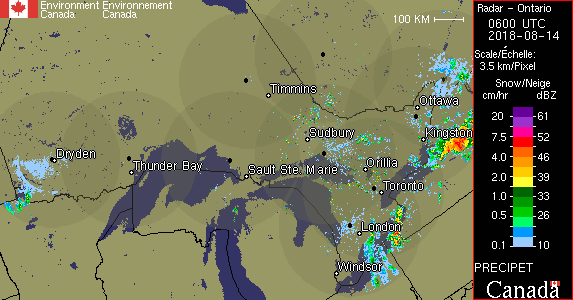 Environment Environnement
Canada Canada
100 KM
Timmins
Ottawa
Sudbury
Kingston
Dryden
Thunder Bay
Sault Ste. Marie
Orillia
Toronto
London
Windsor
Radar - Ontario
0600 UTC
2018-08-14
Scale/Échelle:
3.5 km/Pixel
Snow/Neige
cm/hr dBZ
20 61
7.5 52
4.0 46
2.0 39
1.0 33
0.5 26
0.1 10
PRECIPET
Canada